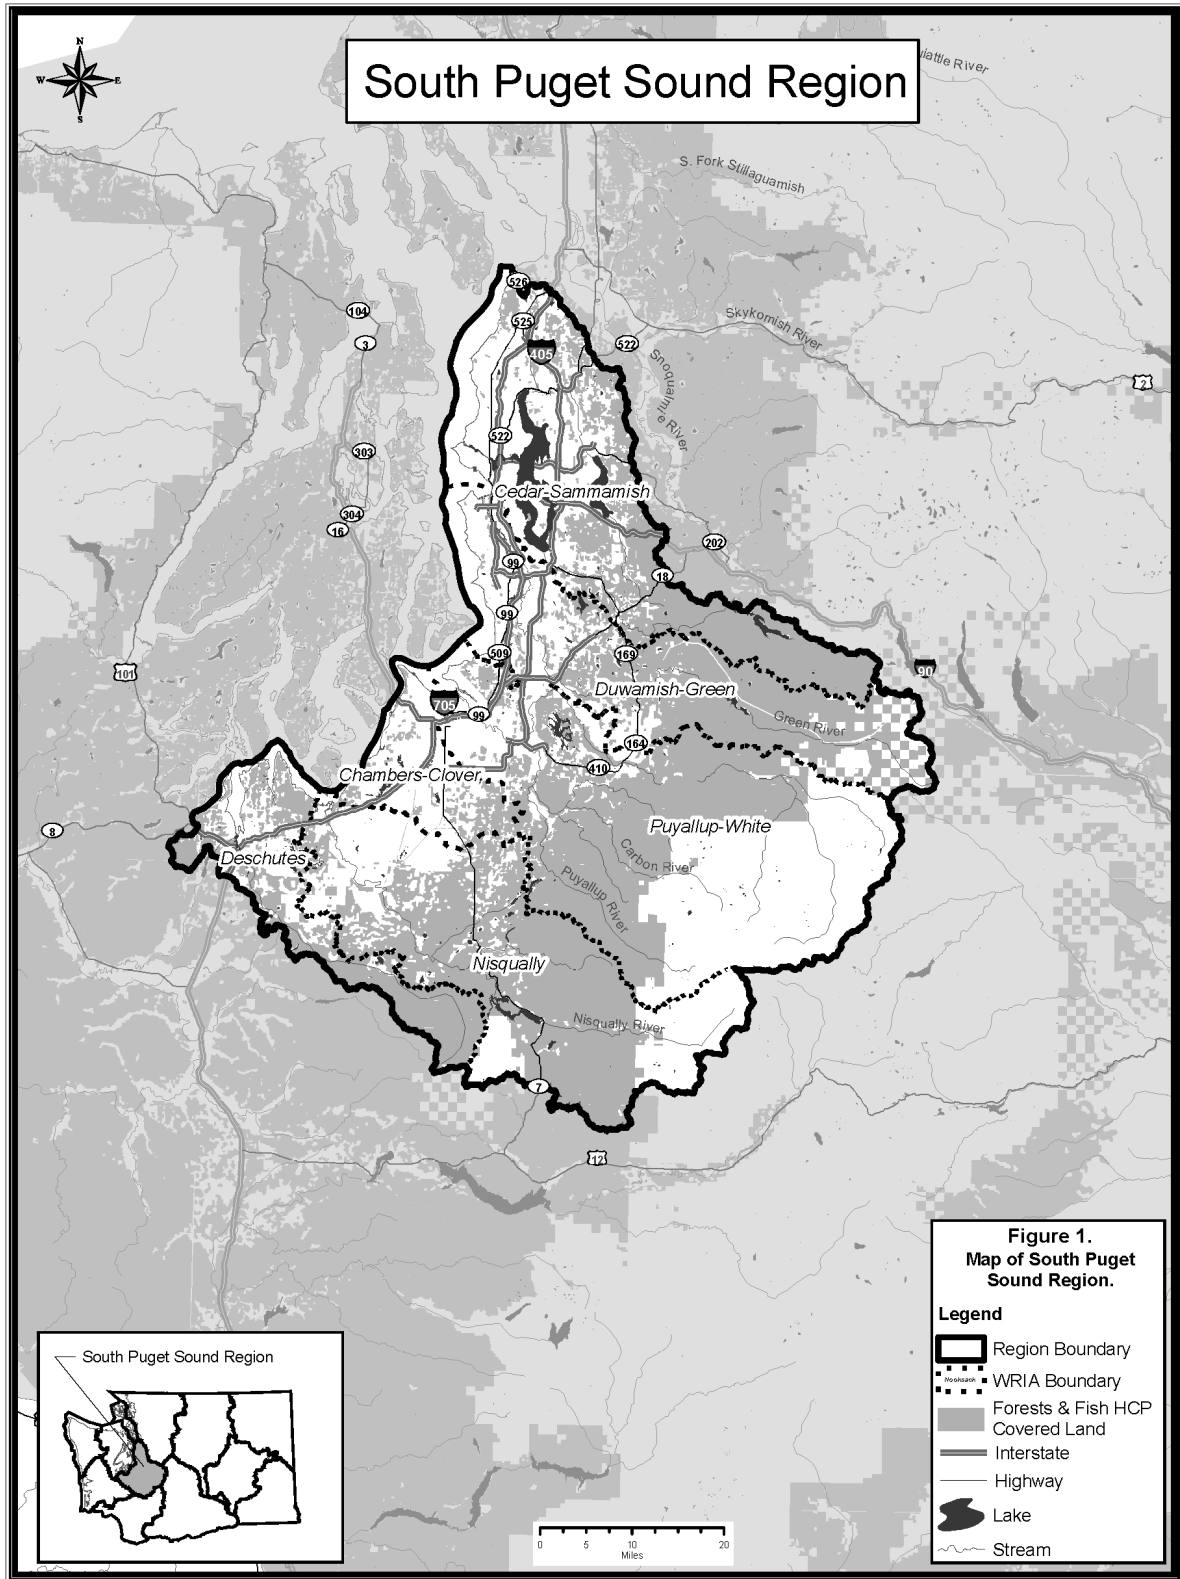 South Puget Sound Region
N
W
E
S
S. Fork Stillaguamish
526
104
525
Skykomish River
3
522
405
Snoqualmie River
2
522
303
Cedar-Sammamish
304
16
202
99
18
99
509
169
101
90
Duwamish-Green
705
99
Green River
164
410
Chambers-Clover
8
Puyallup-White
Carbon River
Deschutes
Puyallup River
Nisqually
Nisqually River
7
12
Figure 1.
Map of South Puget
Sound Region.
Legend
Region Boundary
Nooksack
WRIA Boundary
Forests & Fish HCP
Covered Land
Interstate
Highway
Lake
Stream
South Puget Sound Region
0 5 10 20
Miles